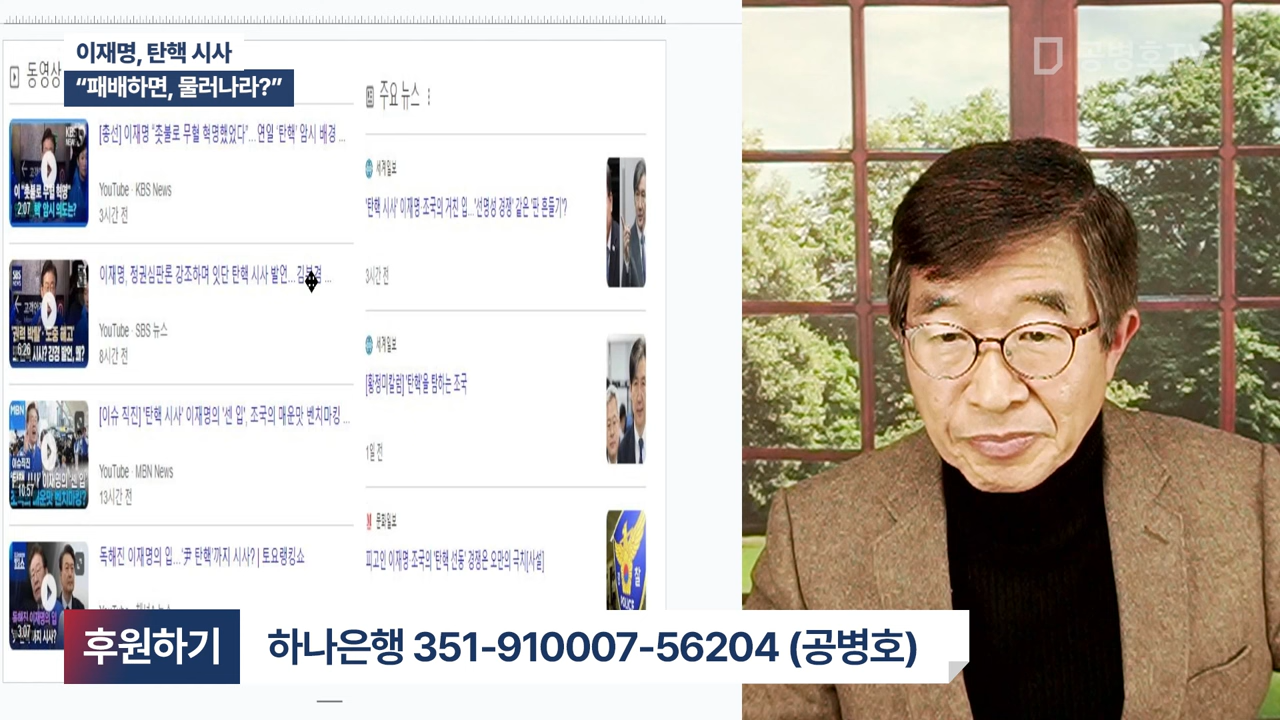 이재명, 탄핵 시사
“패배하면, 물러나라?”
동영상
[총선] 이재명 “촛불로 무혈 혁명했었다”... 연일 '탄핵' 암시 배경 ...
YouTube · KBS News
3시간 전
이재명, 정권심판론 강조하며 잇단 탄핵 시사 발언...
YouTube · SBS 뉴스
8시간 전
[이슈 직진] '탄핵 시사' 이재명의 '센 입', 조국의 매운맛 벤치마킹 ...
YouTube · MBN News
13시간 전
독해진 이재명의 입... '尹 탄핵'까지 시사? | 토요랭킹쇼
주요 뉴스 :
세계일보
'탄핵 시사' 이재명·조국의 거친 입... '선명성 경쟁' 같은 '판 흔들기'?
3시간 전
세계일보
[황정미칼럼] '탄핵'을 탐하는 조국
1일 전
문화일보
피고인 이재명·조국의 '탄핵 선동' 경쟁은 오만의 극치[사설]
POLICE
2:07
6:26
10:57
3:07
공병호TV
후원하기
하나은행 351-910007-56204 (공병호)